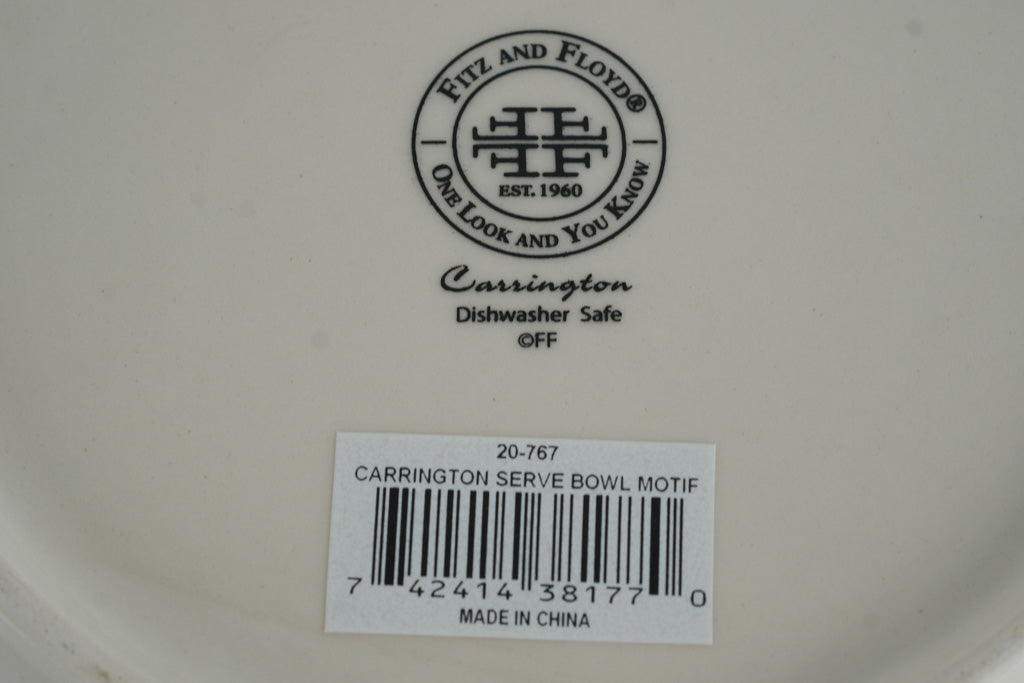 FITZ AND FLOYD®
EST. 1960
ONE LOOK AND YOU KNOW
Carrington
Dishwasher Safe
©FF
20-767
CARRINGTON SERVE BOWL MOTIF
7 42414 38177 0
MADE IN CHINA